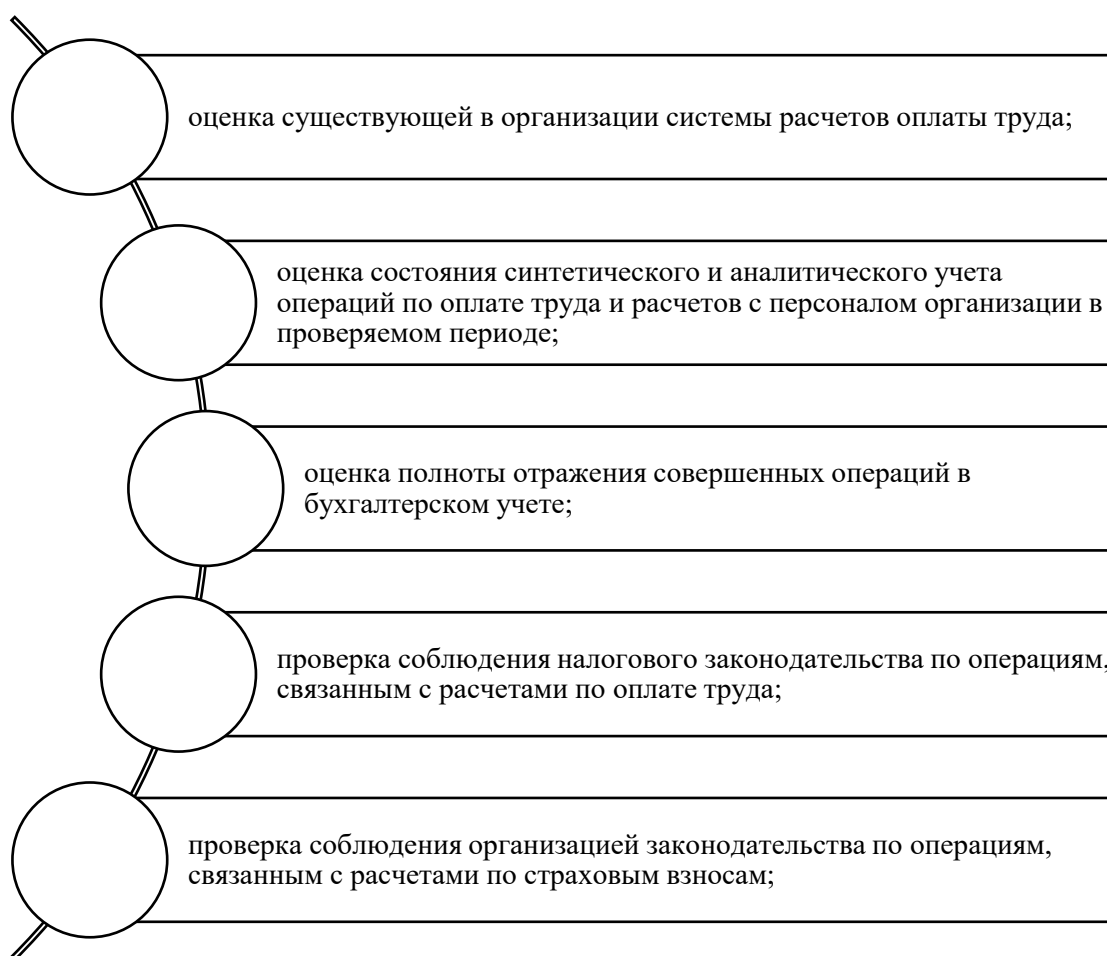 оценка существующей в организации системы расчетов оплаты труда;
оценка состояния синтетического и аналитического учета
операций по оплате труда и расчетов с персоналом организации в
проверяемом периоде;
оценка полноты отражения совершенных операций в
бухгалтерском учете;
проверка соблюдения налогового законодательства по операциям,
связанным с расчетами по оплате труда;
проверка соблюдения организацией законодательства по операциям,
связанным с расчетами по страховым взносам;